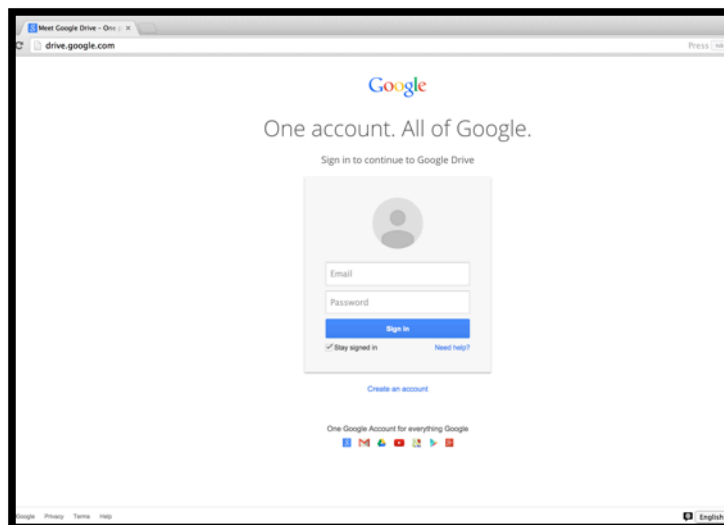 Meet Google Drive - One
drive.google.com
Press
Google
One account. All of Google.
Sign in to continue to Google Drive
Email
Password
Sign in
Stay signed in
Need help?
Create an account
One Google Account for everything Google
Google Privacy Terms Help
English